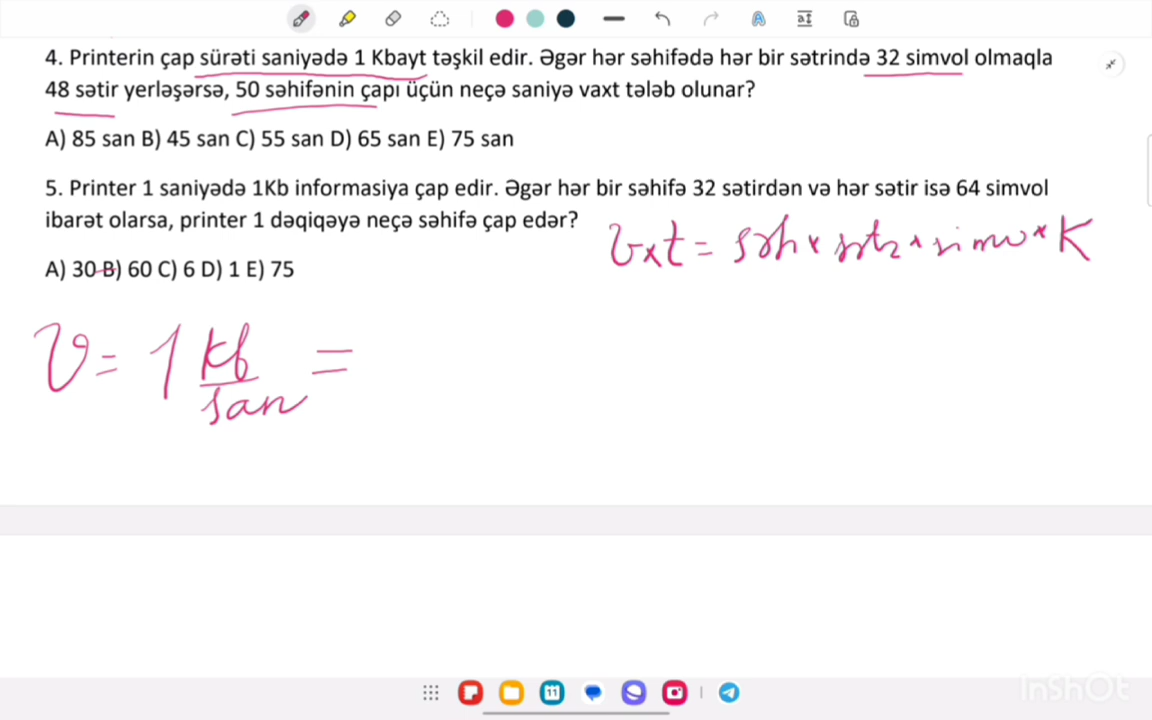 4. Printerin çap sürəti saniyədə 1 Kbayt təşkil edir. Əgər hər səhifədə hər bir sətrində 32 simvol olmaqla
48 sətir yerləşərsə, 50 səhifənin çapı üçün neçə saniyə vaxt tələb olunar?
A) 85 san B) 45 san C) 55 san D) 65 san E) 75 san
5. Printer 1 saniyədə 1Kb informasiya çap edir. Əgər hər bir səhifə 32 sətirdən və hər sətir isə 64 simvol
ibarət olarsa, printer 1 dəqiqəyə neçə səhifə çap edər?
v×t = səh × sətr × simv × K
A) 30 B) 60 C) 6 D) 1 E) 75
V = 1 kb/san =
11
InShOt